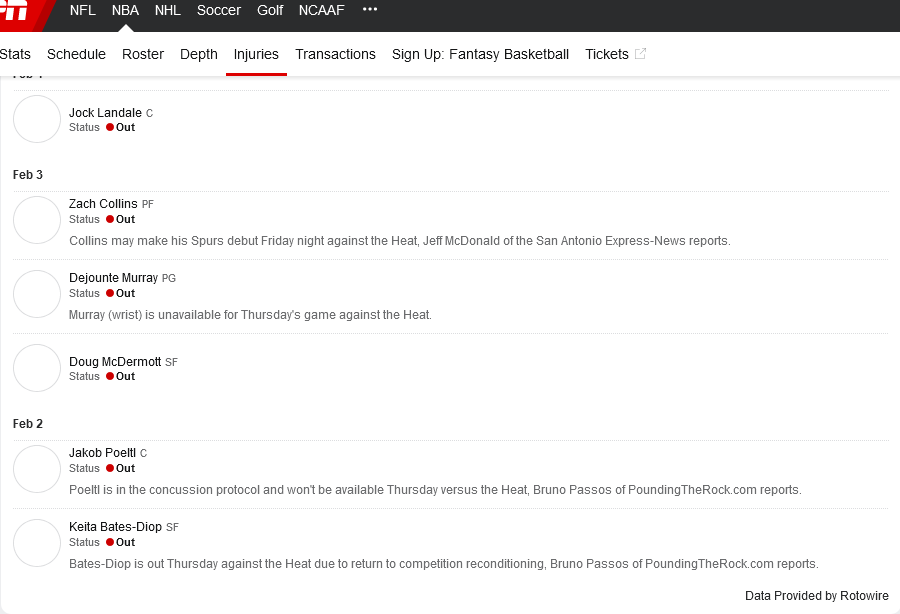 NFL NBA NHL Soccer Golf NCAAF •••
Stats Schedule Roster Depth Injuries Transactions Sign Up: Fantasy Basketball Tickets
Jock Landale C
Status Out
Feb 3
Zach Collins PF
Status Out
Collins may make his Spurs debut Friday night against the Heat, Jeff McDonald of the San Antonio Express-News reports.
Dejounte Murray PG
Status Out
Murray (wrist) is unavailable for Thursday's game against the Heat.
Doug McDermott SF
Status Out
Feb 2
Jakob Poeltl C
Status Out
Poeltl is in the concussion protocol and won't be available Thursday versus the Heat, Bruno Passos of PoundingTheRock.com reports.
Keita Bates-Diop SF
Status Out
Bates-Diop is out Thursday against the Heat due to return to competition reconditioning, Bruno Passos of PoundingTheRock.com reports.
Data Provided by Rotowire